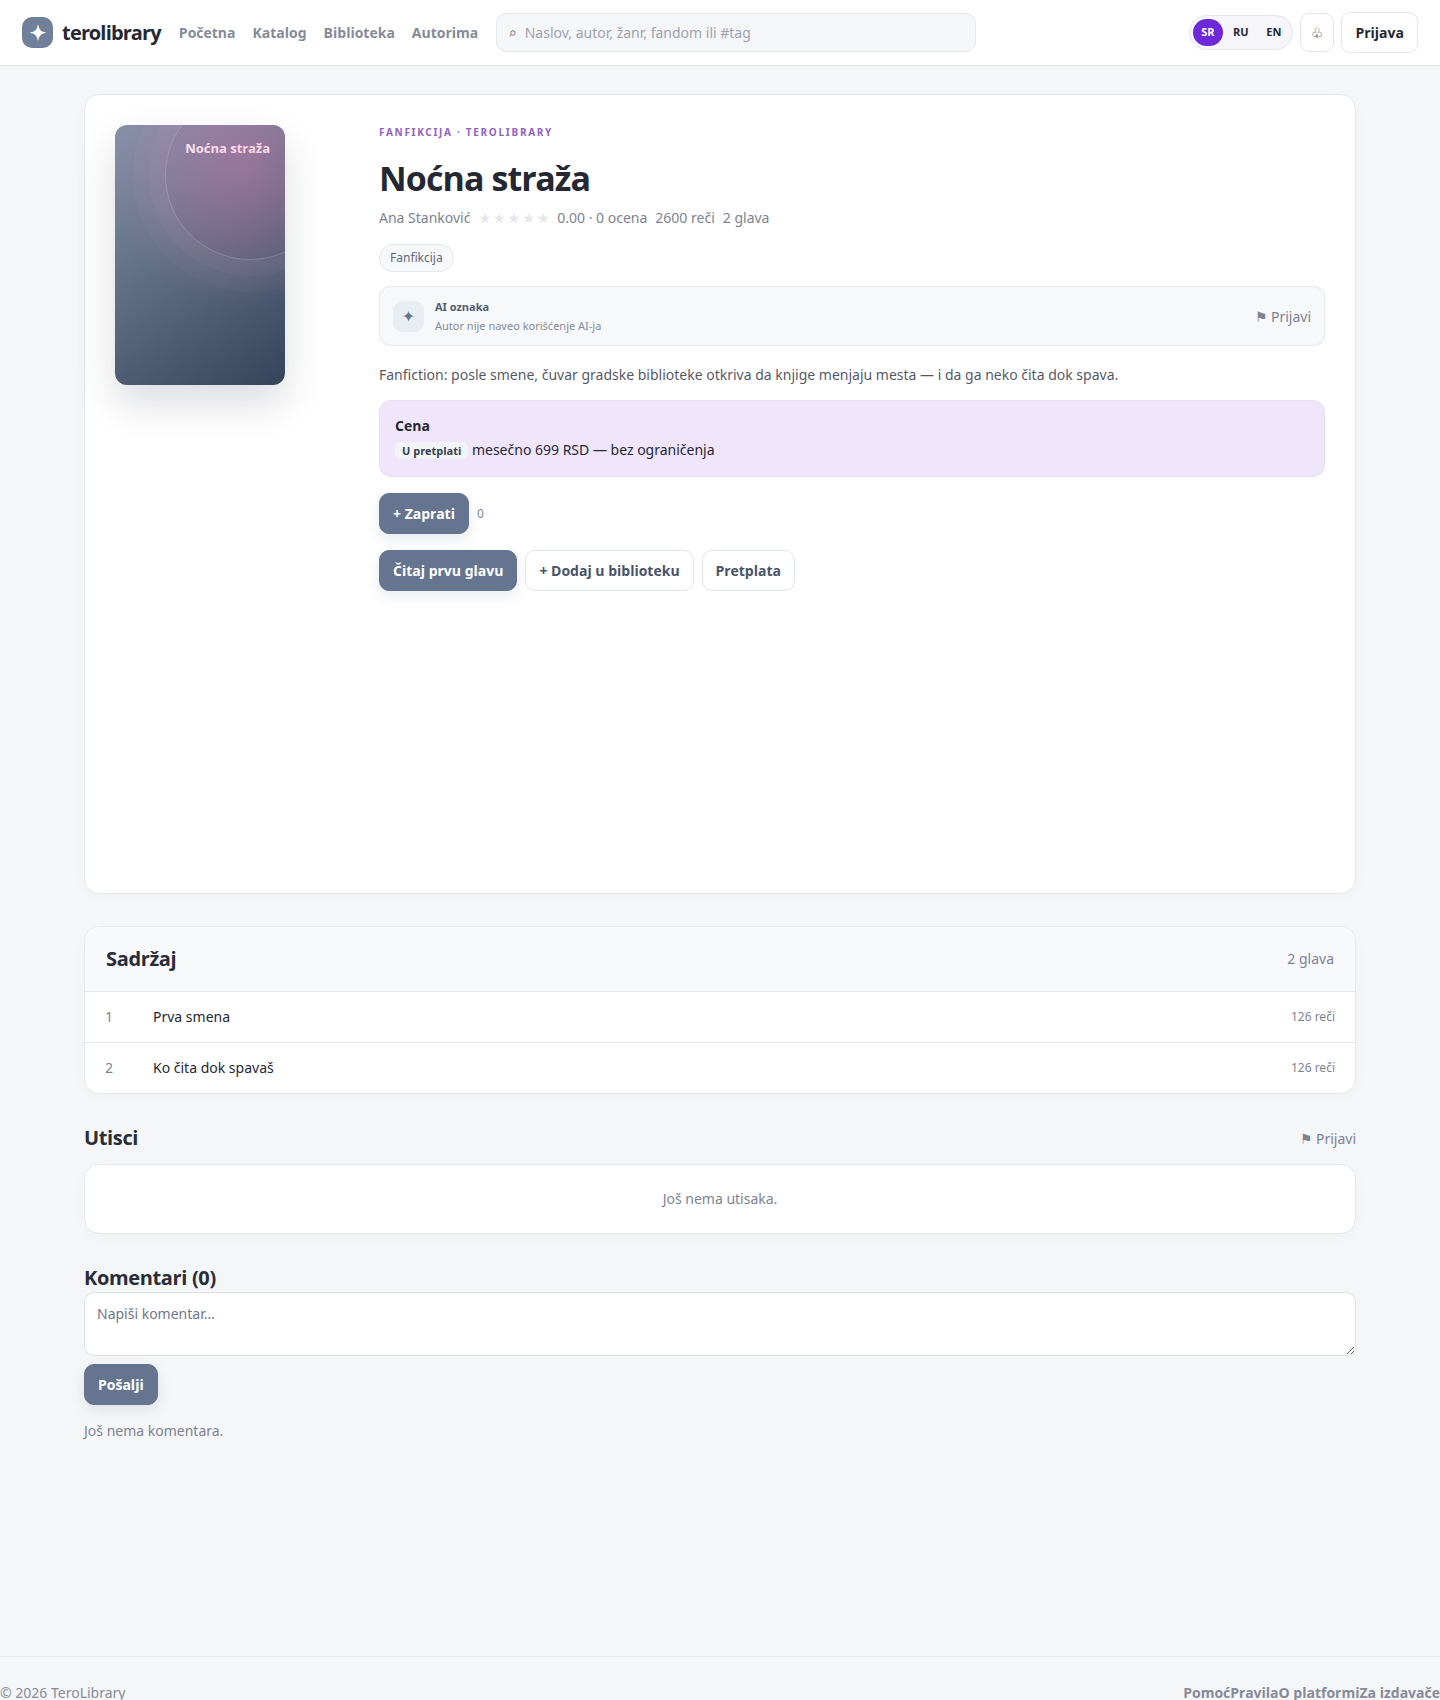 ✦ terolibrary Početna Katalog Biblioteka Autorima Naslov, autor, žanr, fandom ili #tag SR RU EN Prijava
Noćna straža
FANFIKCIJA · TEROLIBRARY
Noćna straža
Ana Stanković ★★★★★ 0.00 · 0 ocena 2600 reči 2 glava
Fanfikcija
AI oznaka
Autor nije naveo korišćenje AI-ja
⚑ Prijavi
Fanfiction: posle smene, čuvar gradske biblioteke otkriva da knjige menjaju mesta — i da ga neko čita dok spava.
Cena
U pretplati mesečno 699 RSD — bez ograničenja
+ Zaprati 0
Čitaj prvu glavu + Dodaj u biblioteku Pretplata
Sadržaj 2 glava
1 Prva smena 126 reči
2 Ko čita dok spavaš 126 reči
Utisci ⚑ Prijavi
Još nema utisaka.
Komentari (0)
Napiši komentar...
Pošalji
Još nema komentara.
© 2026 TeroLibrary PomoćPravilaO platformiZa izdavače